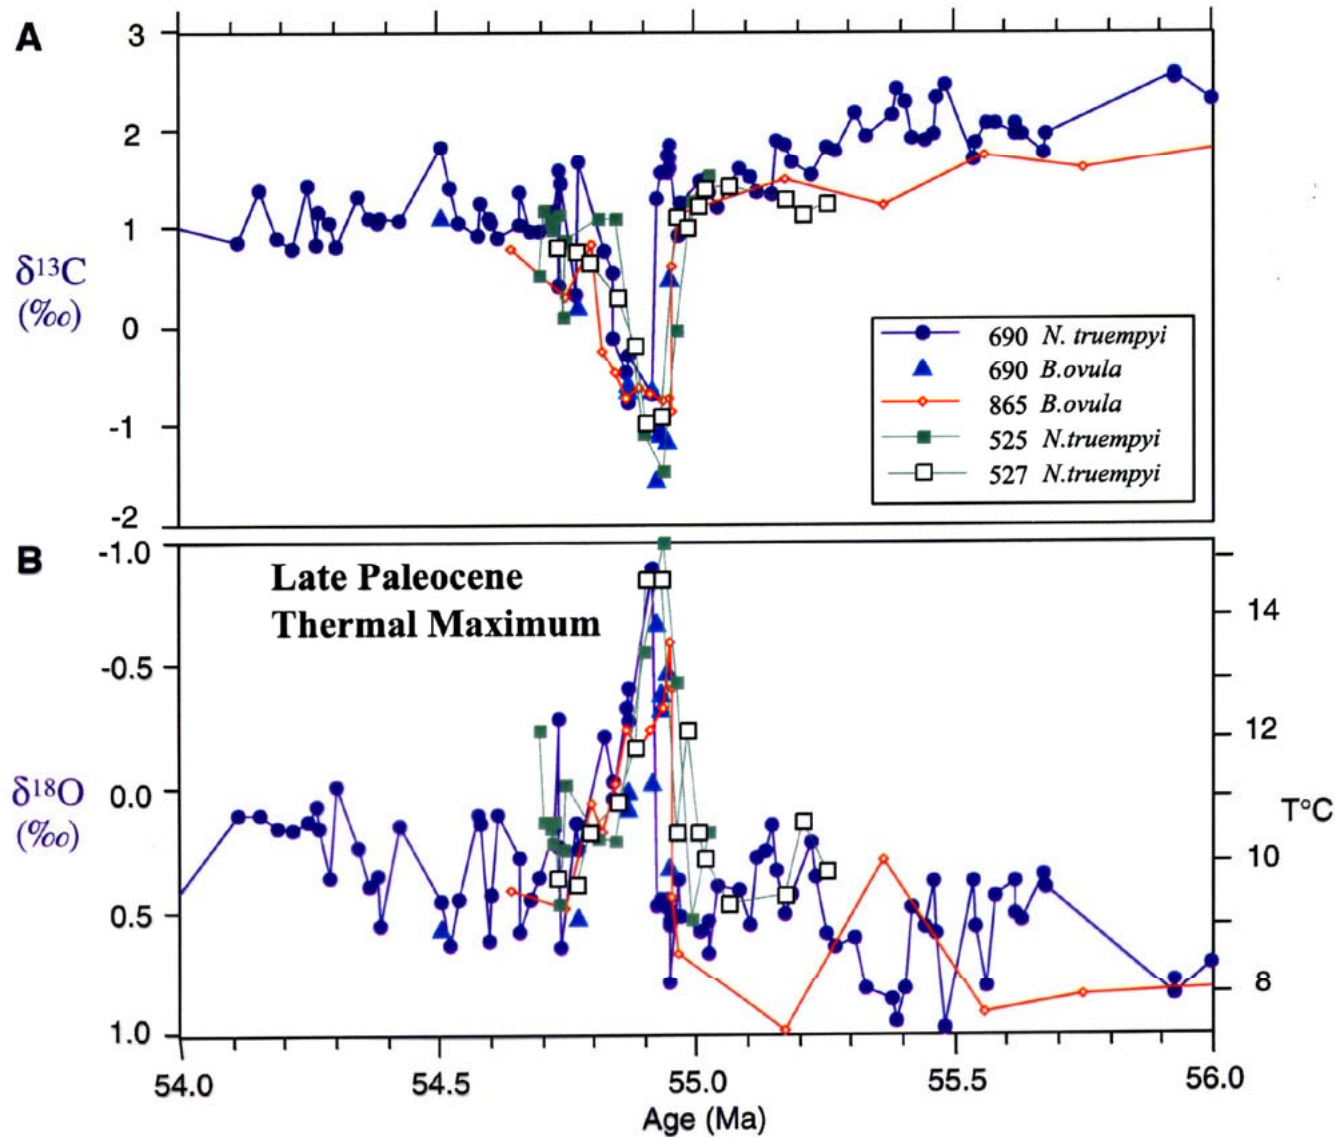 A
3
2
1
0
-1
-2
δ13C
(‰)
690 N. truempyi
690 B.ovula
865 B.ovula
525 N.truempyi
527 N.truempyi
B
Late Paleocene
Thermal Maximum
-1.0
-0.5
0.0
0.5
1.0
δ18O
(‰)
14
12
10
8
T°C
54.0 54.5 55.0 55.5 56.0
Age (Ma)